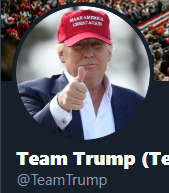 MAKE AMERICA
GREAT AGAIN
Team Trump (Te
@TeamTrump